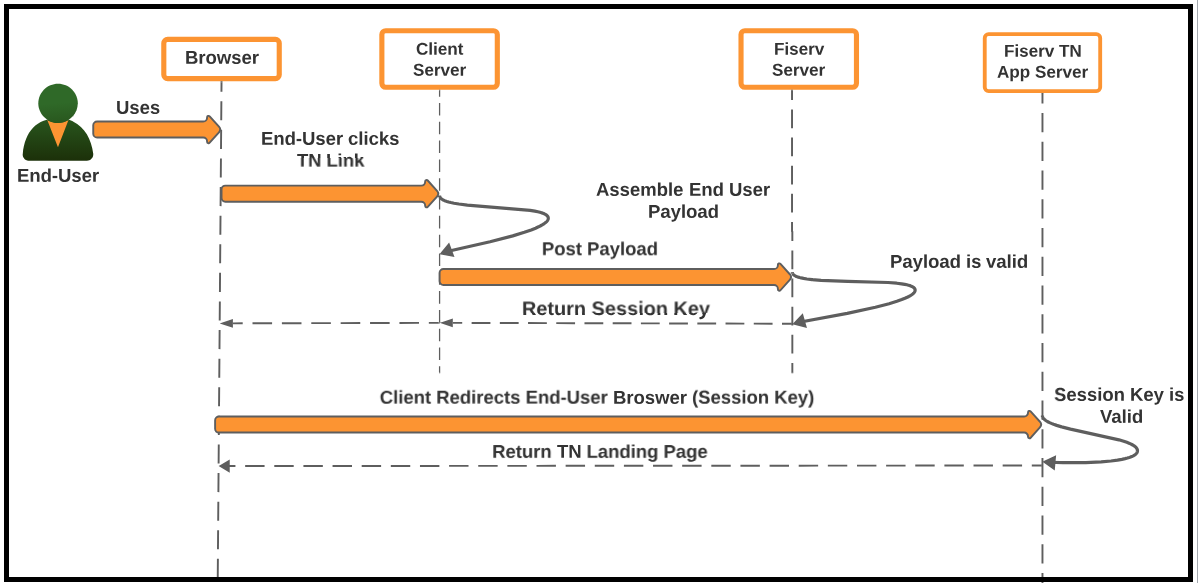 Browser
Client
Server
Fiserv
Server
Fiserv TN
App Server
Uses
End-User
End-User clicks
TN Link
Assemble End User
Payload
Post Payload
Payload is valid
Return Session Key
Client Redirects End-User Broswer (Session Key)
Session Key is
Valid
Return TN Landing Page